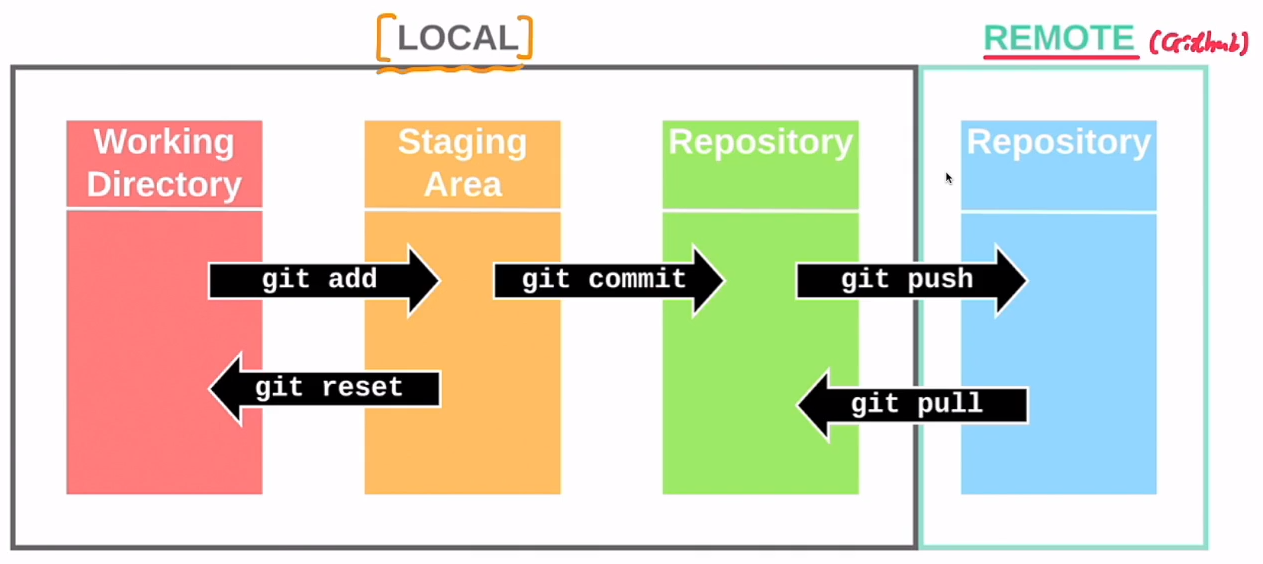 [LOCAL]
REMOTE (Github)
Working
Directory
Staging
Area
Repository
Repository
git add
git commit
git push
git reset
git pull